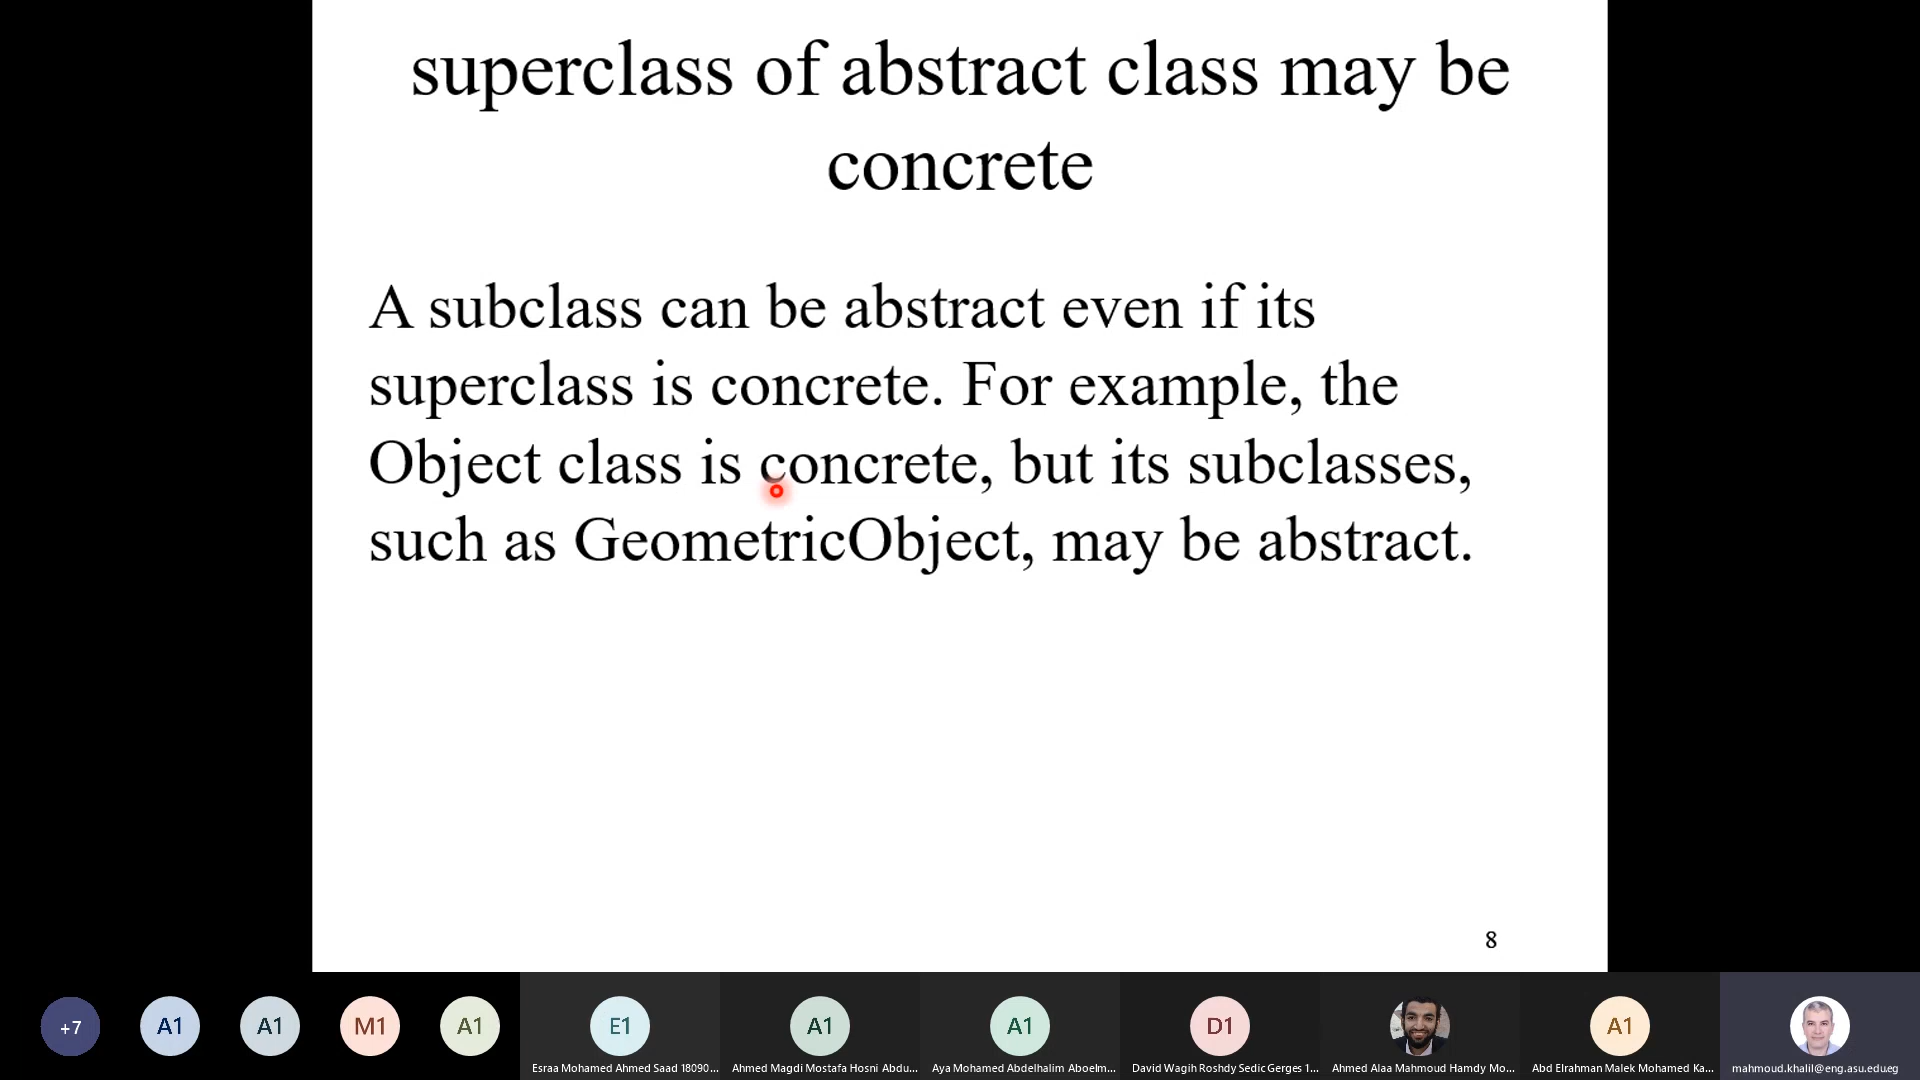 superclass of abstract class may be
concrete
A subclass can be abstract even if its
superclass is concrete. For example, the
Object class is concrete, but its subclasses,
such as GeometricObject, may be abstract.
8
+7
A1
A1
M1
A1
E1
A1
A1
D1
A1
Esraa Mohamed Ahmed Saad 18090...
Ahmed Magdi Mostafa Hosni Abdu...
Aya Mohamed Abdelhalim Aboelm...
David Wagih Roshdy Sedic Gerges 1...
Ahmed Alaa Mahmoud Hamdy Mo...
Abd Elrahman Malek Mohamed Ka...
mahmoud.khalil@eng.asu.edu.eg